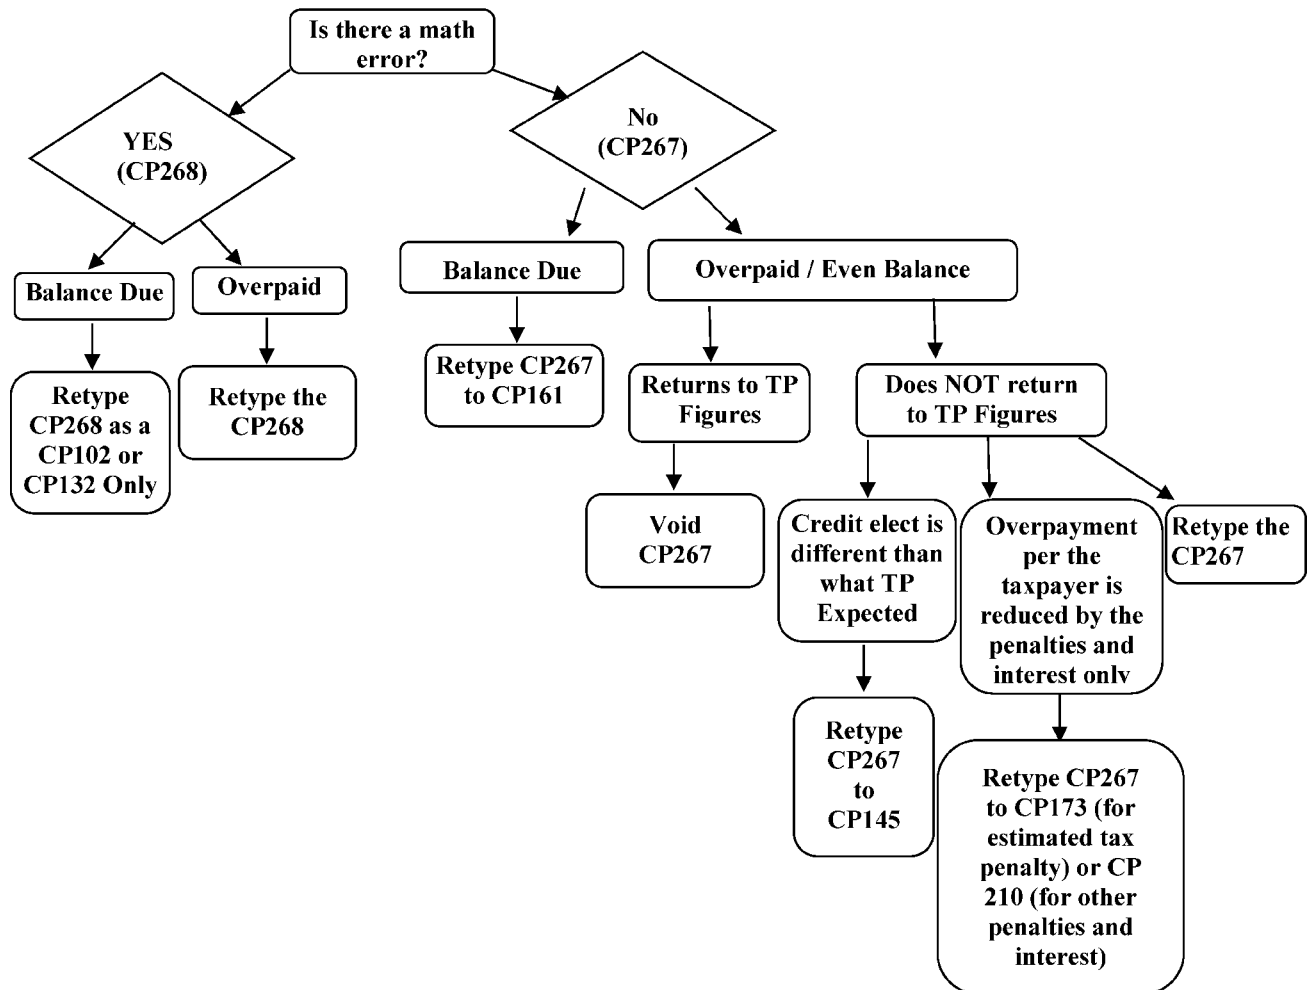 Is there a math
error?
YES
(CP268)
No
(CP267)
Balance Due
Overpaid
Balance Due
Overpaid / Even Balance
Retype
CP268 as a
CP102 or
CP132 Only
Retype the
CP268
Retype CP267
to CP161
Returns to TP
Figures
Does NOT return
to TP Figures
Void
CP267
Credit elect is
different than
what TP
Expected
Overpayment
per the
taxpayer is
reduced by the
penalties and
interest only
Retype the
CP267
Retype
CP267
to
CP145
Retype CP267
to CP173 (for
estimated tax
penalty) or CP
210 (for other
penalties and
interest)